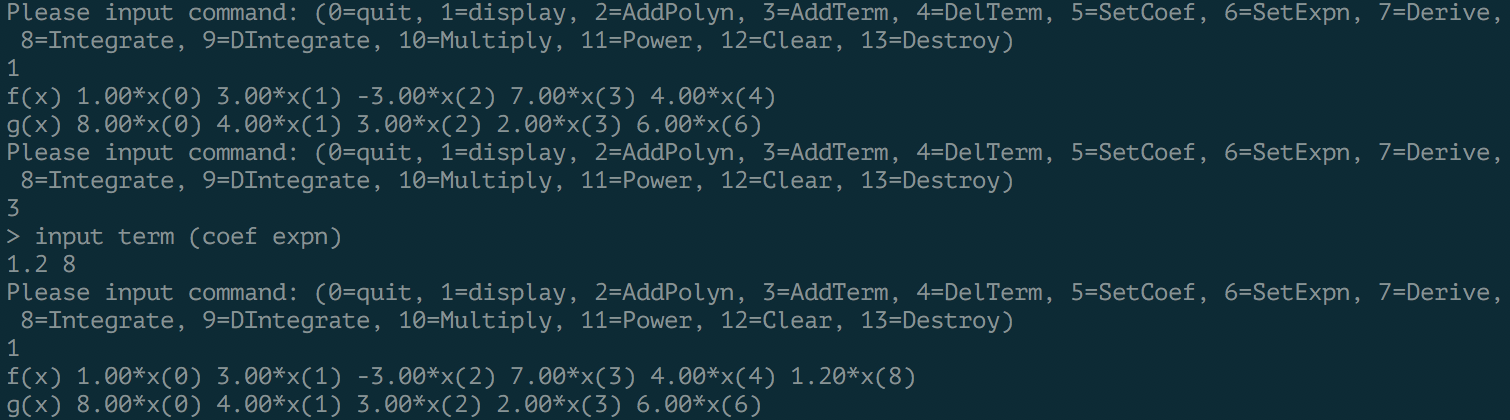 Please input command: (0=quit, 1=display, 2=AddPolyn, 3=AddTerm, 4=DelTerm, 5=SetCoef, 6=SetExpn, 7=Derive,
 8=Integrate, 9=DIntegrate, 10=Multiply, 11=Power, 12=Clear, 13=Destroy)
1
f(x) 1.00*x(0) 3.00*x(1) -3.00*x(2) 7.00*x(3) 4.00*x(4)
g(x) 8.00*x(0) 4.00*x(1) 3.00*x(2) 2.00*x(3) 6.00*x(6)
Please input command: (0=quit, 1=display, 2=AddPolyn, 3=AddTerm, 4=DelTerm, 5=SetCoef, 6=SetExpn, 7=Derive,
 8=Integrate, 9=DIntegrate, 10=Multiply, 11=Power, 12=Clear, 13=Destroy)
3
> input term (coef expn)
1.2 8
Please input command: (0=quit, 1=display, 2=AddPolyn, 3=AddTerm, 4=DelTerm, 5=SetCoef, 6=SetExpn, 7=Derive,
 8=Integrate, 9=DIntegrate, 10=Multiply, 11=Power, 12=Clear, 13=Destroy)
1
f(x) 1.00*x(0) 3.00*x(1) -3.00*x(2) 7.00*x(3) 4.00*x(4) 1.20*x(8)
g(x) 8.00*x(0) 4.00*x(1) 3.00*x(2) 2.00*x(3) 6.00*x(6)